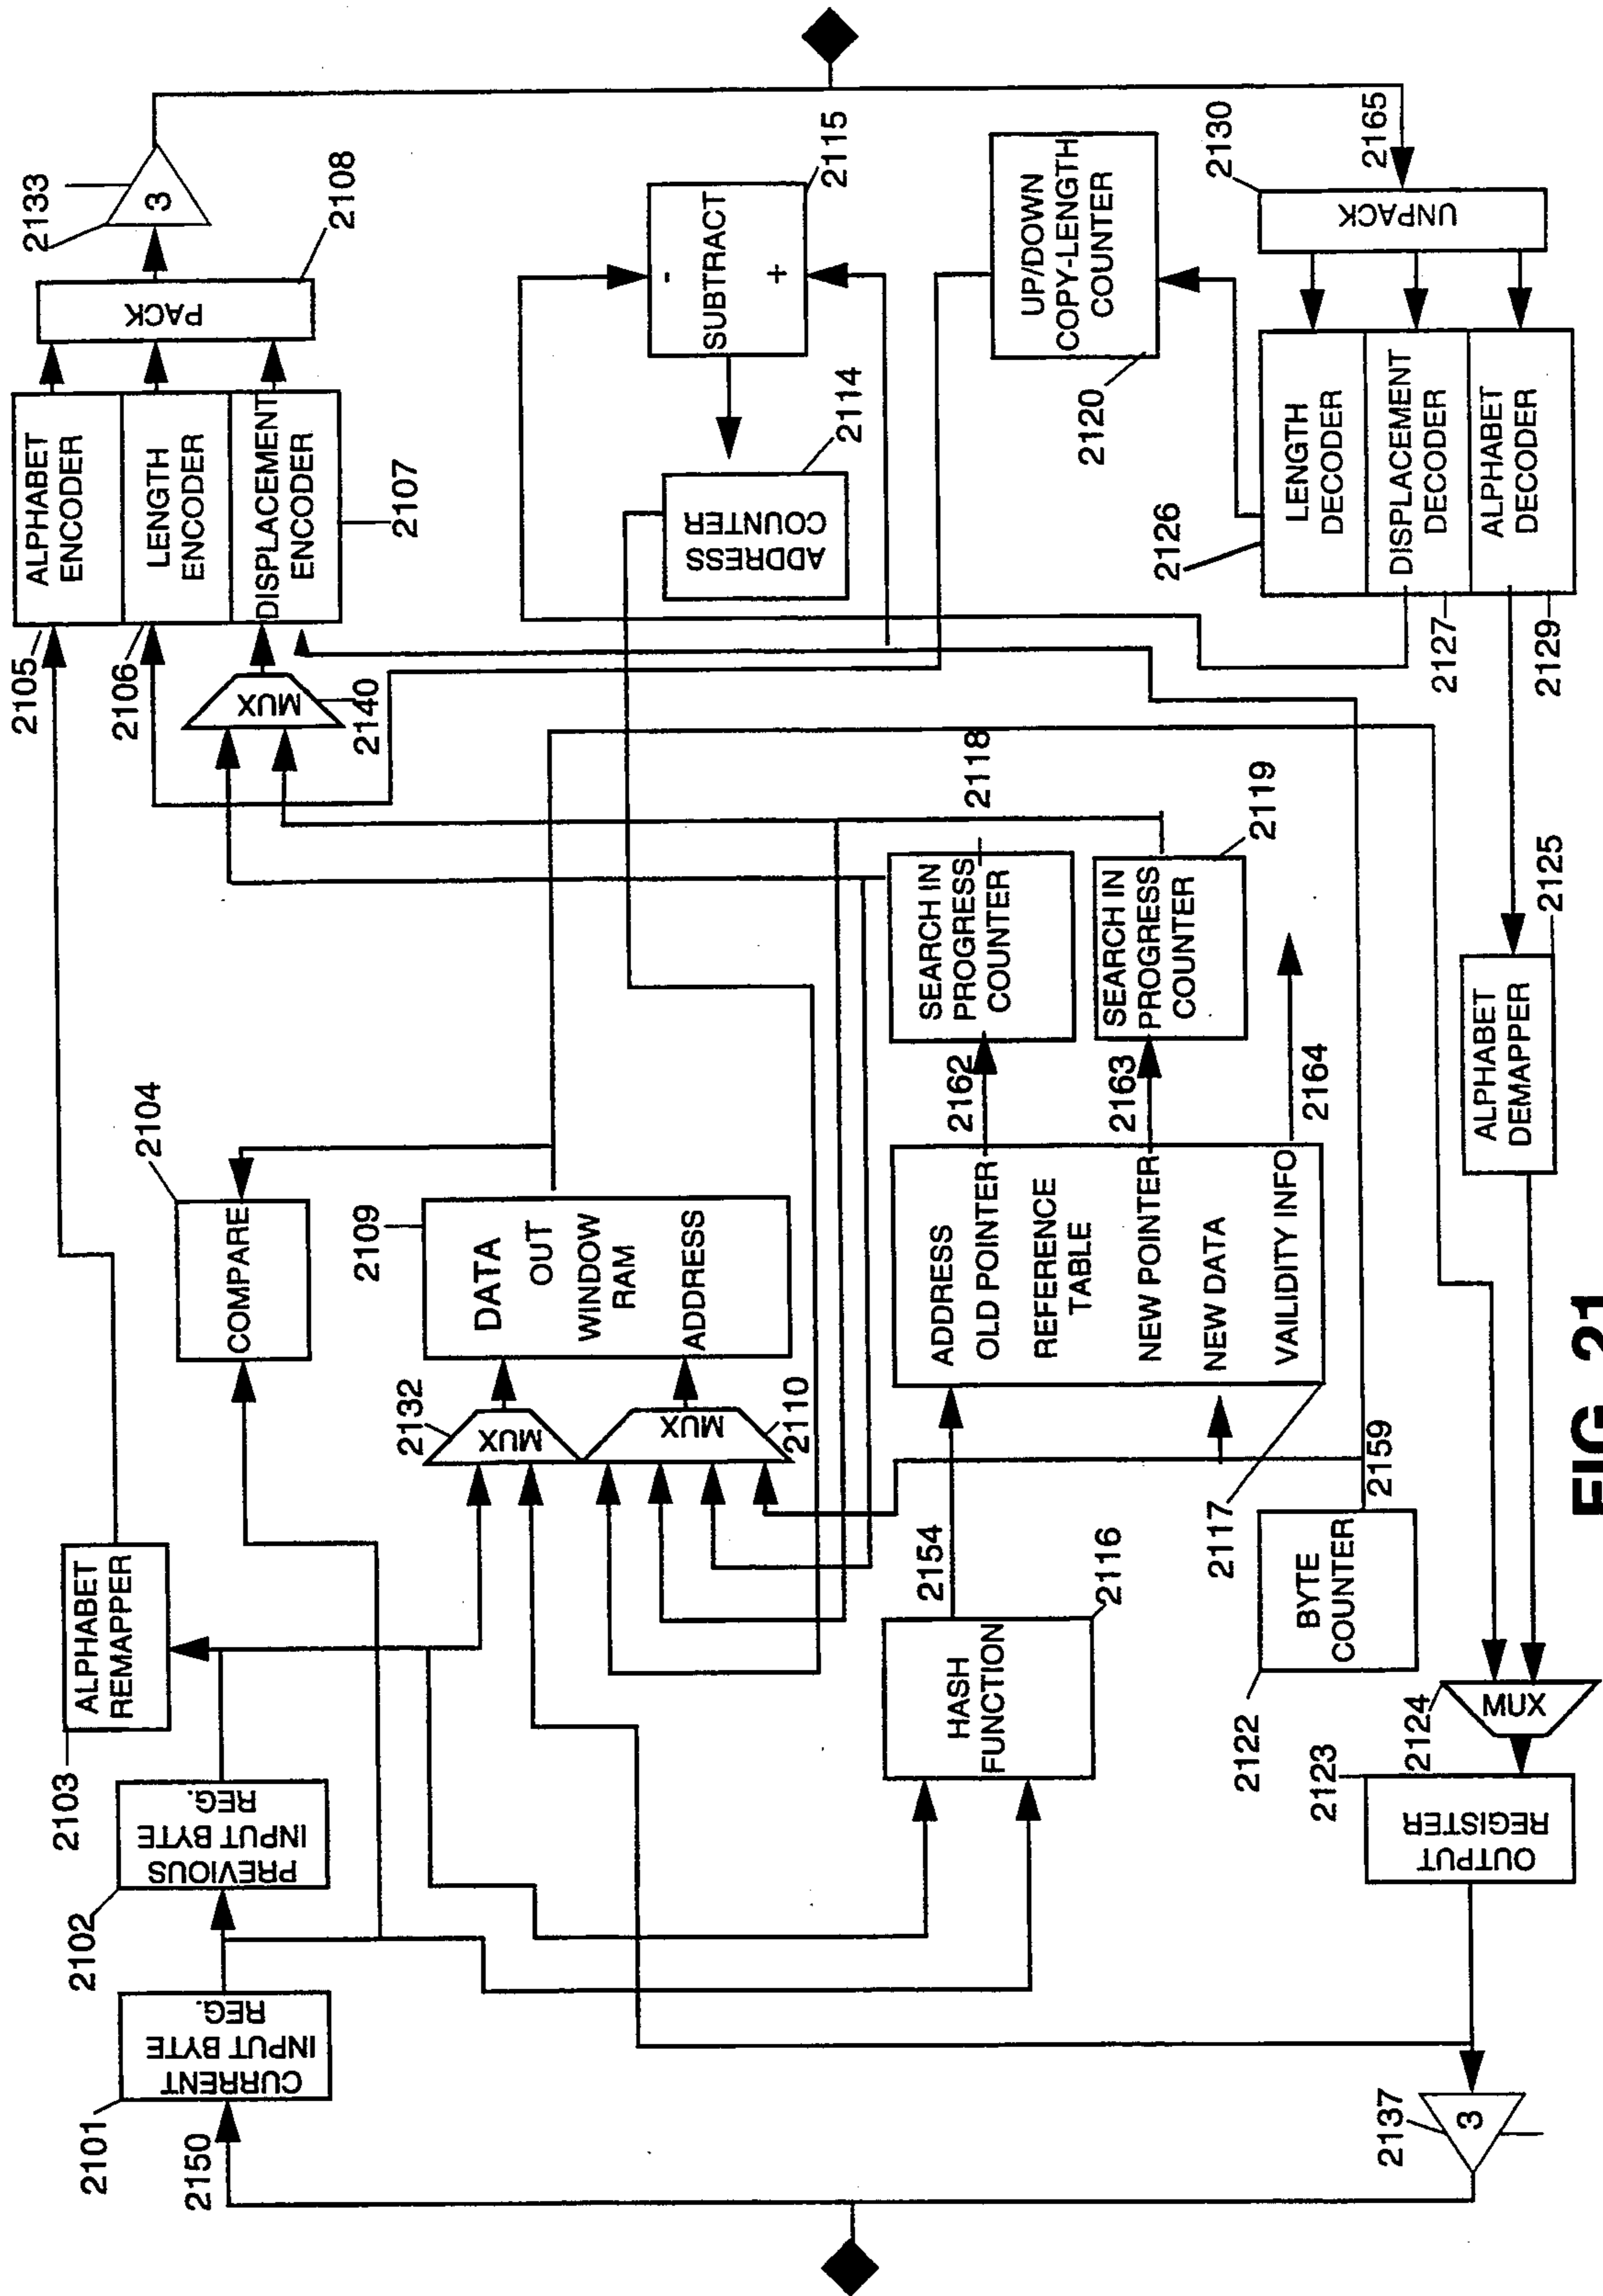 2133
3
2108
PACK
ALPHABET
ENCODER
LENGTH
ENCODER
DISPLACEMENT
ENCODER
2105
2106
2107
MUX
2140
2115
SUBTRACT
-
+
2114
ADDRESS
COUNTER
UP/DOWN
COPY-LENGTH
COUNTER
2120
2165
2130
UNPACK
LENGTH
DECODER
DISPLACEMENT
DECODER
ALPHABET
DECODER
2126
2127
2129
2118
SEARCH IN
PROGRESS
COUNTER
2119
SEARCH IN
PROGRESS
COUNTER
2125
ALPHABET
DEMAPPER
2104
COMPARE
2109
DATA
OUT
WINDOW
RAM
ADDRESS
2132
MUX
MUX
2110
2162
2163
2164
ADDRESS
OLD POINTER
REFERENCE
TABLE
NEW POINTER
NEW DATA
VAILIDITY INFO
2117
2159
2154
2116
HASH
FUNCTION
BYTE
COUNTER
2122
ALPHABET
REMAPPER
2103
PREVIOUS
INPUT BYTE
REG.
2102
CURRENT
INPUT BYTE
REG.
2101
2150
2124
MUX
2123
OUTPUT
REGISTER
2137
3
FIG. 21